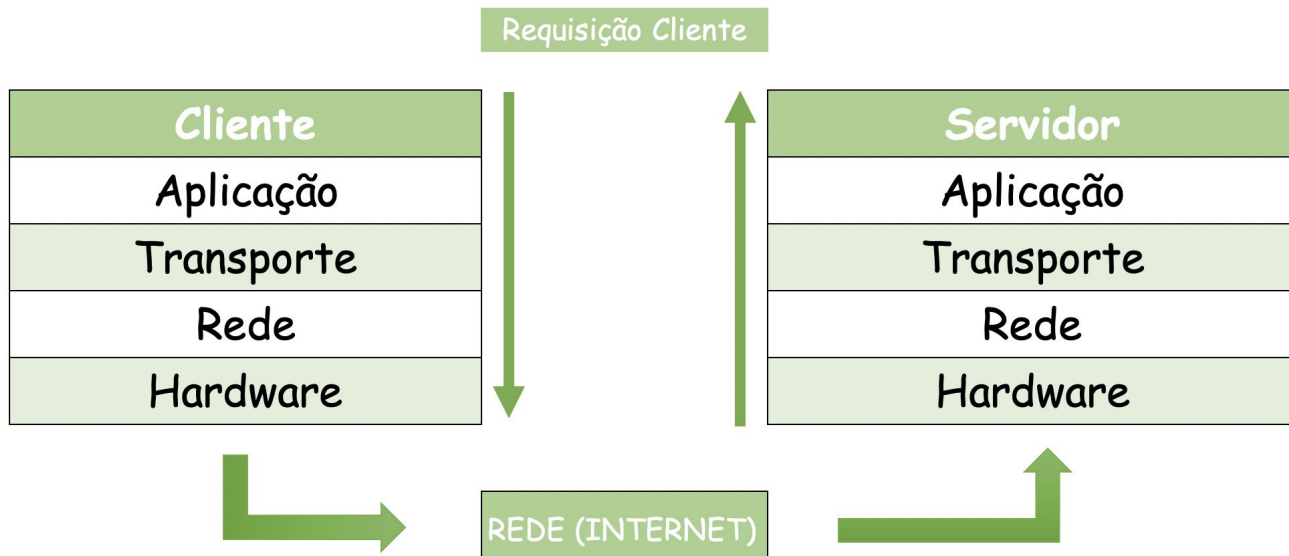 Requisição Cliente
Cliente
Aplicação
Transporte
Rede
Hardware
Servidor
Aplicação
Transporte
Rede
Hardware
REDE (INTERNET)